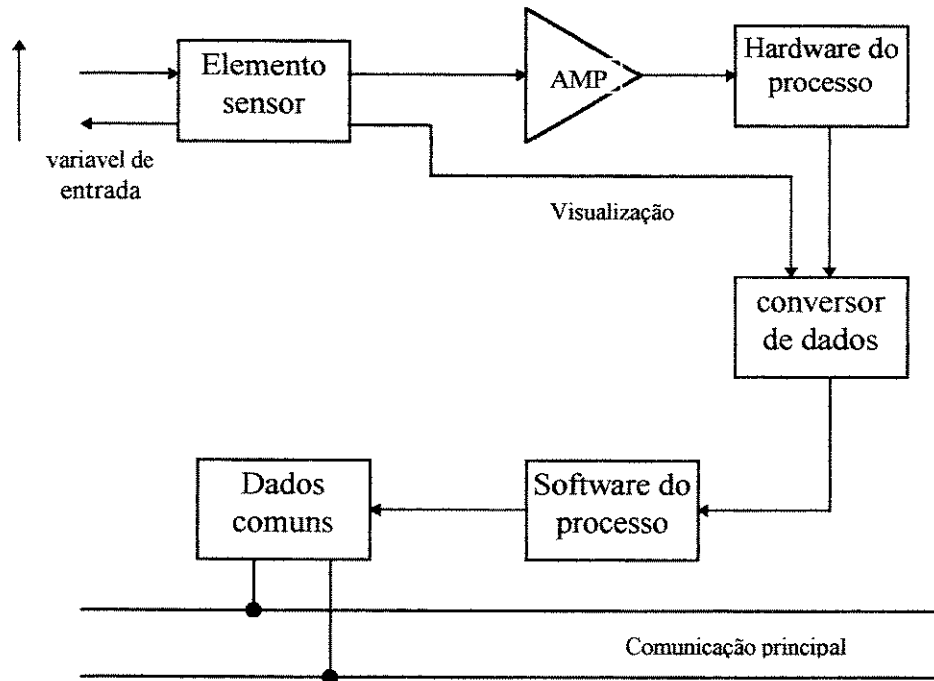 Elemento
sensor
AMP
Hardware do
processo
variavel de
entrada
Visualização
conversor
de dados
Dados
comuns
Software do
processo
Comunicação principal